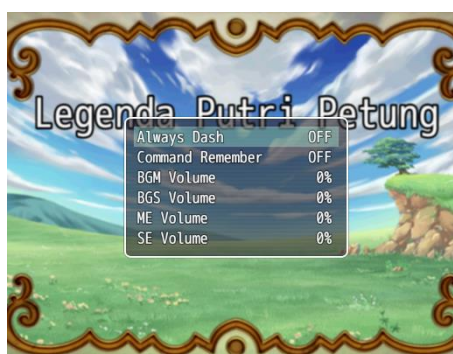 Legenda Putri Petung
Always Dash OFF
Command Remember OFF
BGM Volume 0%
BGS Volume 0%
ME Volume 0%
SE Volume 0%